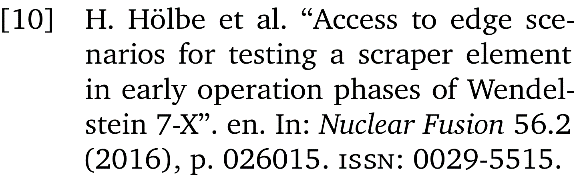 [10] H. Hölbe et al. “Access to edge sce-
narios for testing a scraper element
in early operation phases of Wendel-
stein 7-X”. en. In: Nuclear Fusion 56.2
(2016), p. 026015. ISSN: 0029-5515.